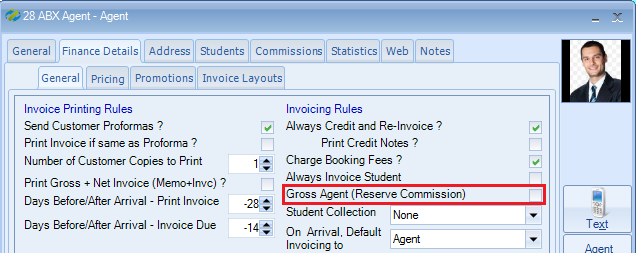 28 ABX Agent - Agent
General Finance Details Address Students Commissions Statistics Web Notes
General Pricing Promotions Invoice Layouts
Invoice Printing Rules
Send Customer Proformas ?
Print Invoice if same as Proforma ?
Number of Customer Copies to Print 1
Print Gross + Net Invoice (Memo+Invc) ?
Days Before/After Arrival - Print Invoice -28
Days Before/After Arrival - Invoice Due -14
Invoicing Rules
Always Credit and Re-Invoice ?
Print Credit Notes ?
Charge Booking Fees ?
Always Invoice Student
Gross Agent (Reserve Commission)
Student Collection None
On Arrival, Default
Invoicing to Agent
Text
Agent